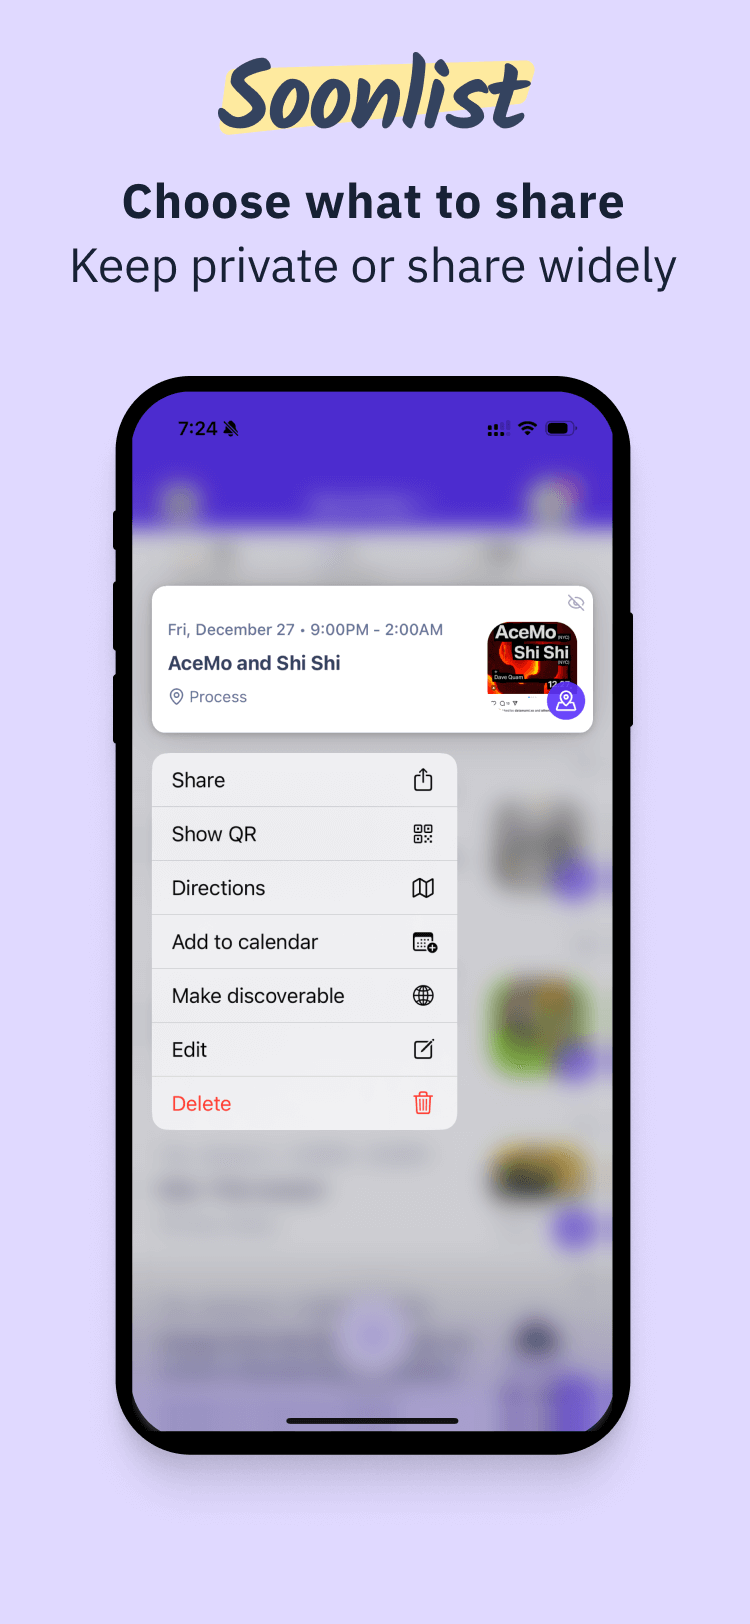 Soonlist
Choose what to share
Keep private or share widely
7:24
Fri, December 27 • 9:00PM - 2:00AM
AceMo and Shi Shi
Process
AceMo (NYC)
Shi Shi (NYC)
Dave Quam
Share
Show QR
Directions
Add to calendar
Make discoverable
Edit
Delete